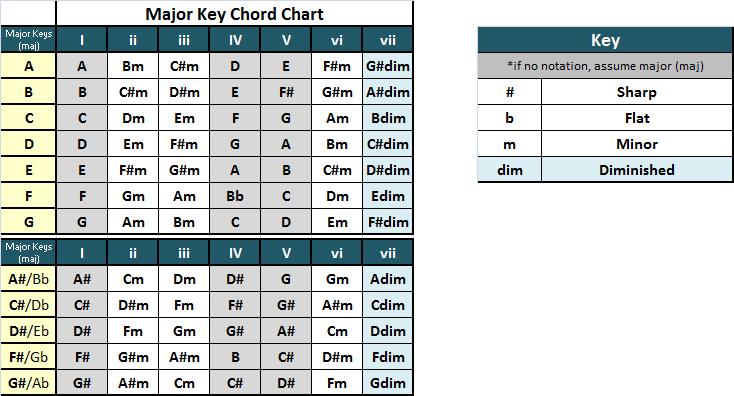 Major Key Chord Chart
Major Keys (maj) I ii iii IV V vi vii
A A Bm C#m D E F#m G#dim
B B C#m D#m E F# G#m A#dim
C C Dm Em F G Am Bdim
D D Em F#m G A Bm C#dim
E E F#m G#m A B C#m D#dim
F F Gm Am Bb C Dm Edim
G G Am Bm C D Em F#dim
Major Keys (maj) I ii iii IV V vi vii
A#/Bb A# Cm Dm D# G Gm Adim
C#/Db C# D#m Fm F# G# A#m Cdim
D#/Eb D# Fm Gm G# A# Cm Ddim
F#/Gb F# G#m A#m B C# D#m Fdim
G#/Ab G# A#m Cm C# D# Fm Gdim
Key
*if no notation, assume major (maj)
# Sharp
b Flat
m Minor
dim Diminished